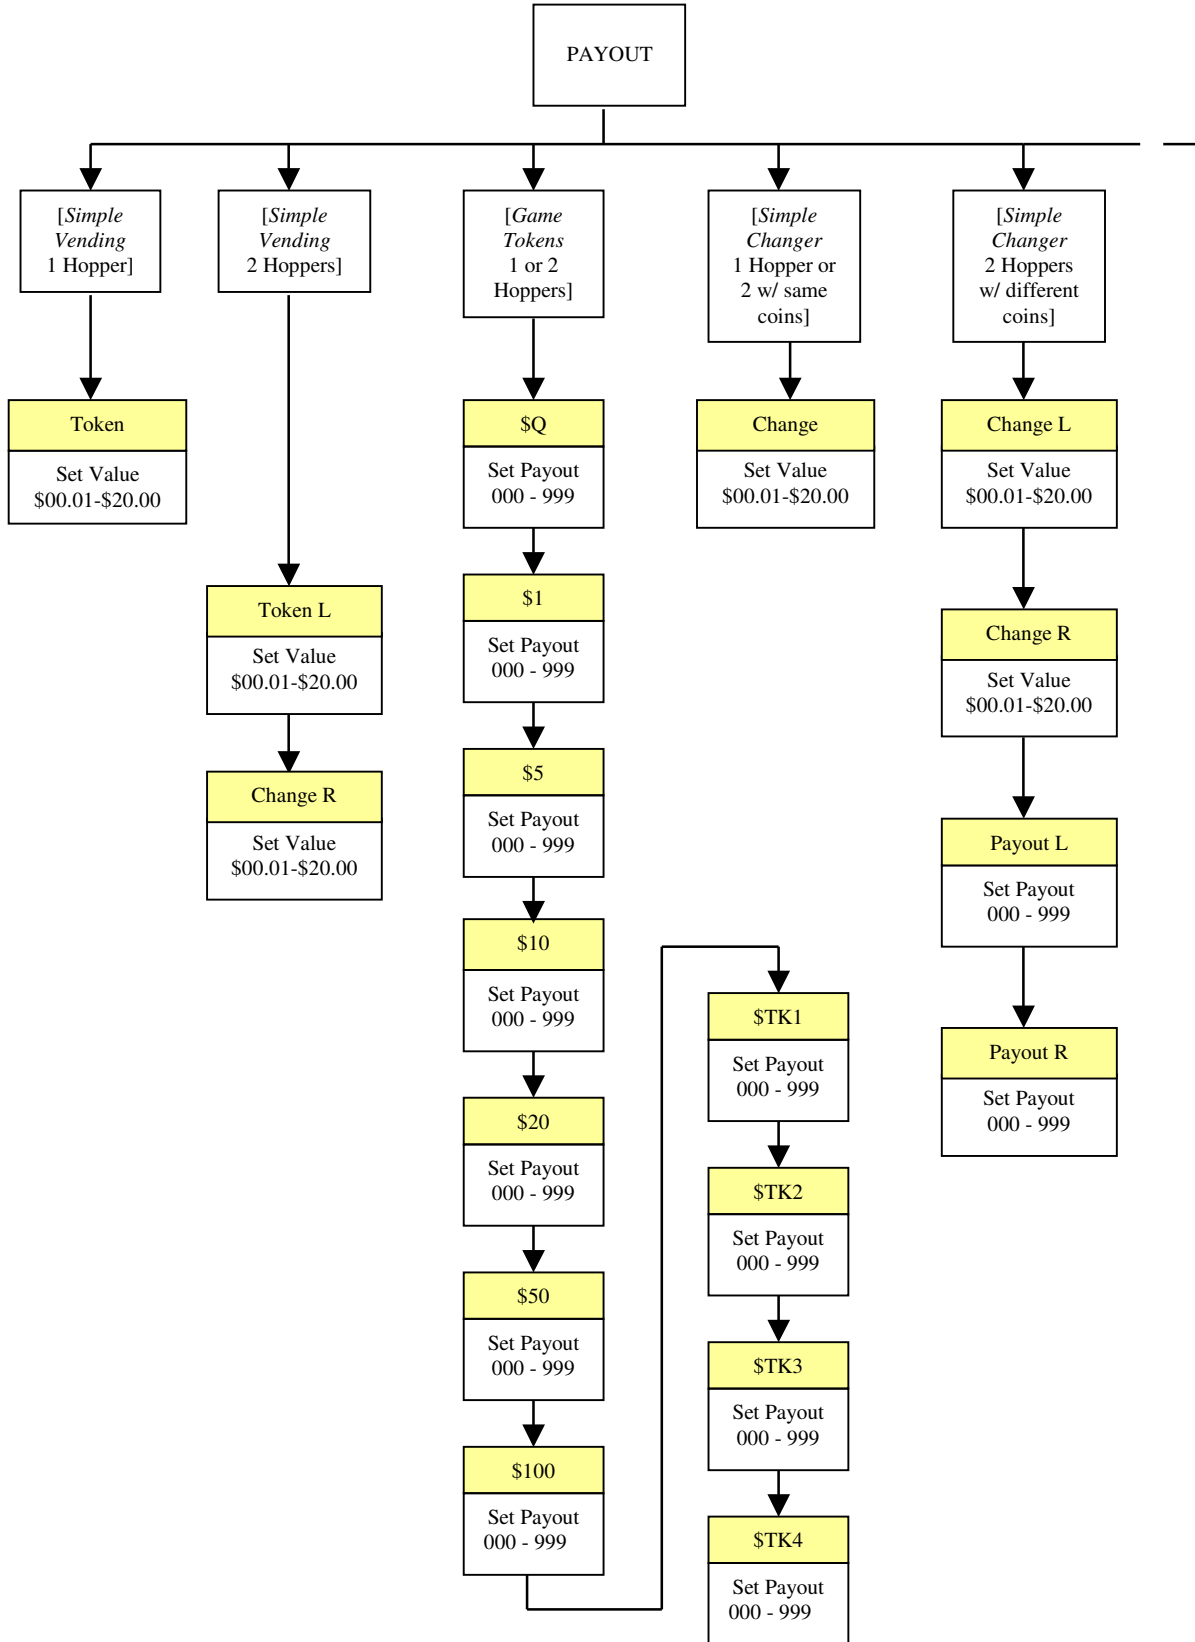 PAYOUT
[Simple
Vending
1 Hopper]
[Simple
Vending
2 Hoppers]
[Game
Tokens
1 or 2
Hoppers]
[Simple
Changer
1 Hopper or
2 w/ same
coins]
[Simple
Changer
2 Hoppers
w/ different
coins]
Token
Set Value
$00.01-$20.00
Token L
Set Value
$00.01-$20.00
Change R
Set Value
$00.01-$20.00
$Q
Set Payout
000 - 999
$1
Set Payout
000 - 999
$5
Set Payout
000 - 999
$10
Set Payout
000 - 999
$20
Set Payout
000 - 999
$50
Set Payout
000 - 999
$100
Set Payout
000 - 999
$TK1
Set Payout
000 - 999
$TK2
Set Payout
000 - 999
$TK3
Set Payout
000 - 999
$TK4
Set Payout
000 - 999
Change
Set Value
$00.01-$20.00
Change L
Set Value
$00.01-$20.00
Change R
Set Value
$00.01-$20.00
Payout L
Set Payout
000 - 999
Payout R
Set Payout
000 - 999